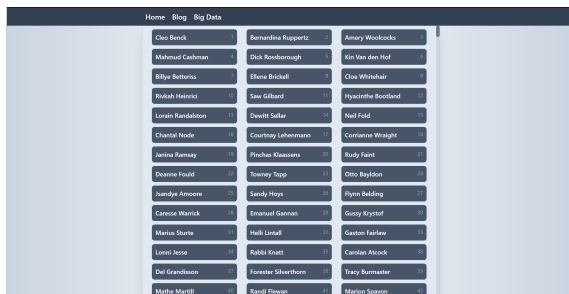 Home Blog Big Data
Cleo Benck 1 Bernardina Ruppertz 2 Amery Woolcocks 3
Mahmud Cashman 4 Dick Rossborough 5 Kin Van den Hof 6
Billye Betteriss 7 Ellene Brickell 8 Cloe Whitehair 9
Rivkah Heinrici 10 Saw Gilbard 11 Hyacinthe Bootland 12
Lorain Randalston 13 Dewitt Sellar 14 Neil Fold 15
Chantal Node 16 Courtnay Lehenmann 17 Corrianne Wraight 18
Janina Ramsay 19 Pinchas Klaassens 20 Rudy Faint 21
Deanne Fould 22 Towney Tapp 23 Otto Bayldon 24
Jsandye Amoore 25 Sandy Hoys 26 Flynn Belding 27
Caresse Warrick 28 Emanuel Gannan 29 Gussy Krystof 30
Marius Sturte 31 Helli Lintall 32 Gaston Fairlaw 33
Lonni Jesse 34 Rabbi Knatt 35 Carolan Atcock 36
Del Grandisson 37 Forester Silverthorn 38 Tracy Burmaster 39
Mathe Martill 40 Randi Flewan 41 Marion Spavon 42